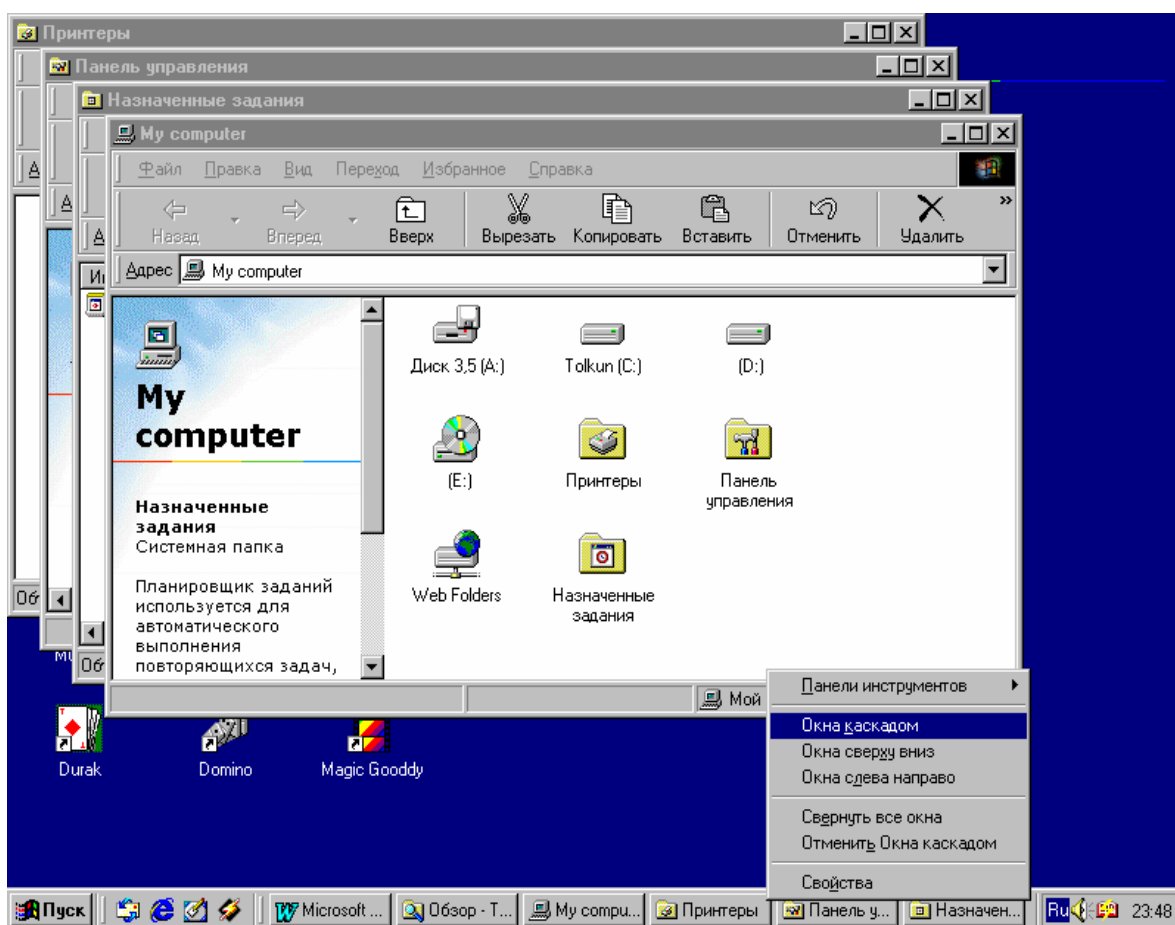 Принтеры
Панель управления
Назначенные задания
My computer
Файл Правка Вид Переход Избранное Справка
Назад Вперед Вверх Вырезать Копировать Вставить Отменить Удалить »
Адрес My computer
My
computer
Назначенные
задания
Системная папка
Планировщик заданий
используется для
автоматического
выполнения
повторяющихся задач,
Диск 3,5 (A:) Tolkun (C:) (D:)
(E:) Принтеры Панель
управления
Web Folders Назначенные
задания
Мой
Панели инструментов
Окна каскадом
Окна сверху вниз
Окна слева направо
Свернуть все окна
Отменить Окна каскадом
Свойства
Durak Domino Magic Gooddy
Пуск Microsoft ... Обзор - Т... My compu... Принтеры Панель у... Назначен... Ru 23:48